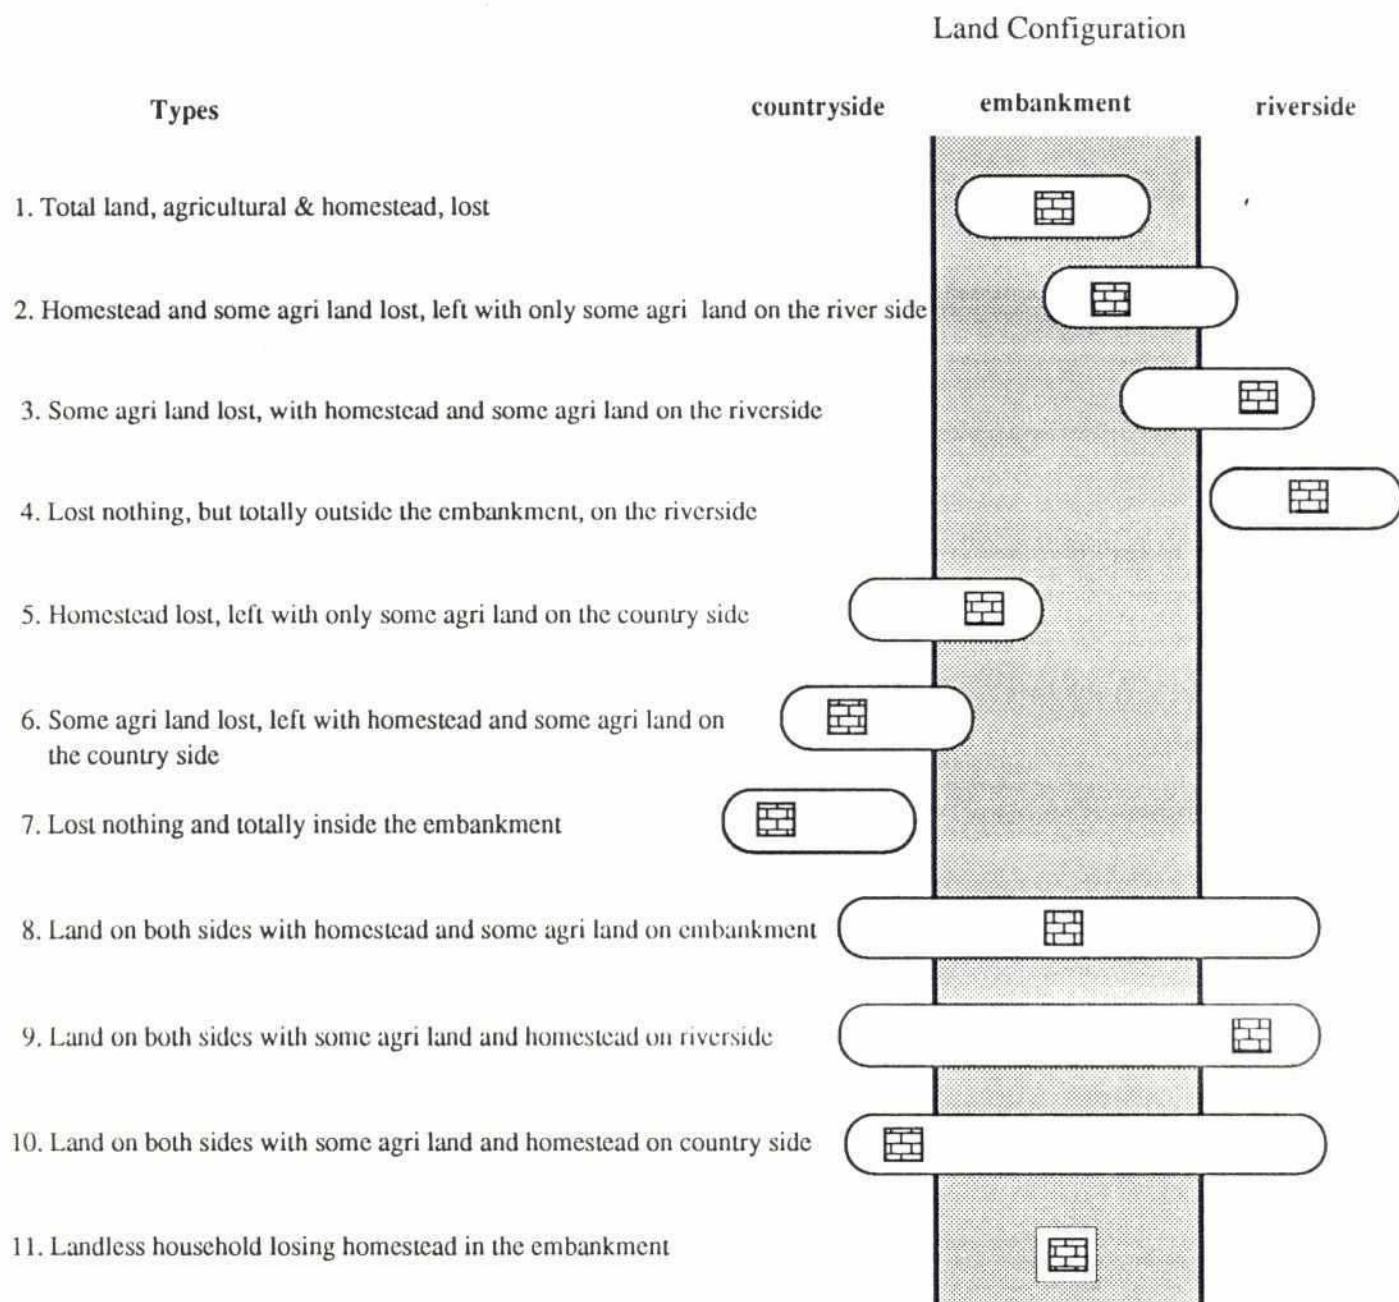 Land Configuration
Types countryside embankment riverside
1. Total land, agricultural & homestead, lost
2. Homestead and some agri land lost, left with only some agri land on the river side
3. Some agri land lost, with homestead and some agri land on the riverside
4. Lost nothing, but totally outside the embankment, on the riverside
5. Homestead lost, left with only some agri land on the country side
6. Some agri land lost, left with homestead and some agri land on
the country side
7. Lost nothing and totally inside the embankment
8. Land on both sides with homestead and some agri land on embankment
9. Land on both sides with some agri land and homestead on riverside
10. Land on both sides with some agri land and homestead on country side
11. Landless household losing homestead in the embankment